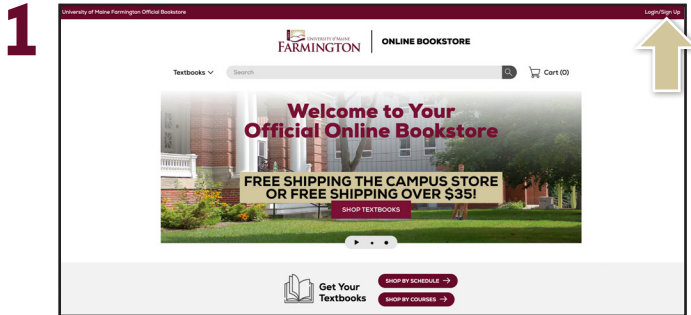 1
University of Maine Farmington Official Bookstore
Login/Sign Up
UNIVERSITY OF MAINE
FARMINGTON
ONLINE BOOKSTORE
Textbooks
Search
Cart (0)
Welcome to Your
Official Online Bookstore
FREE SHIPPING THE CAMPUS STORE
OR FREE SHIPPING OVER $35!
SHOP TEXTBOOKS
Get Your
Textbooks
SHOP BY SCHEDULE →
SHOP BY COURSES →